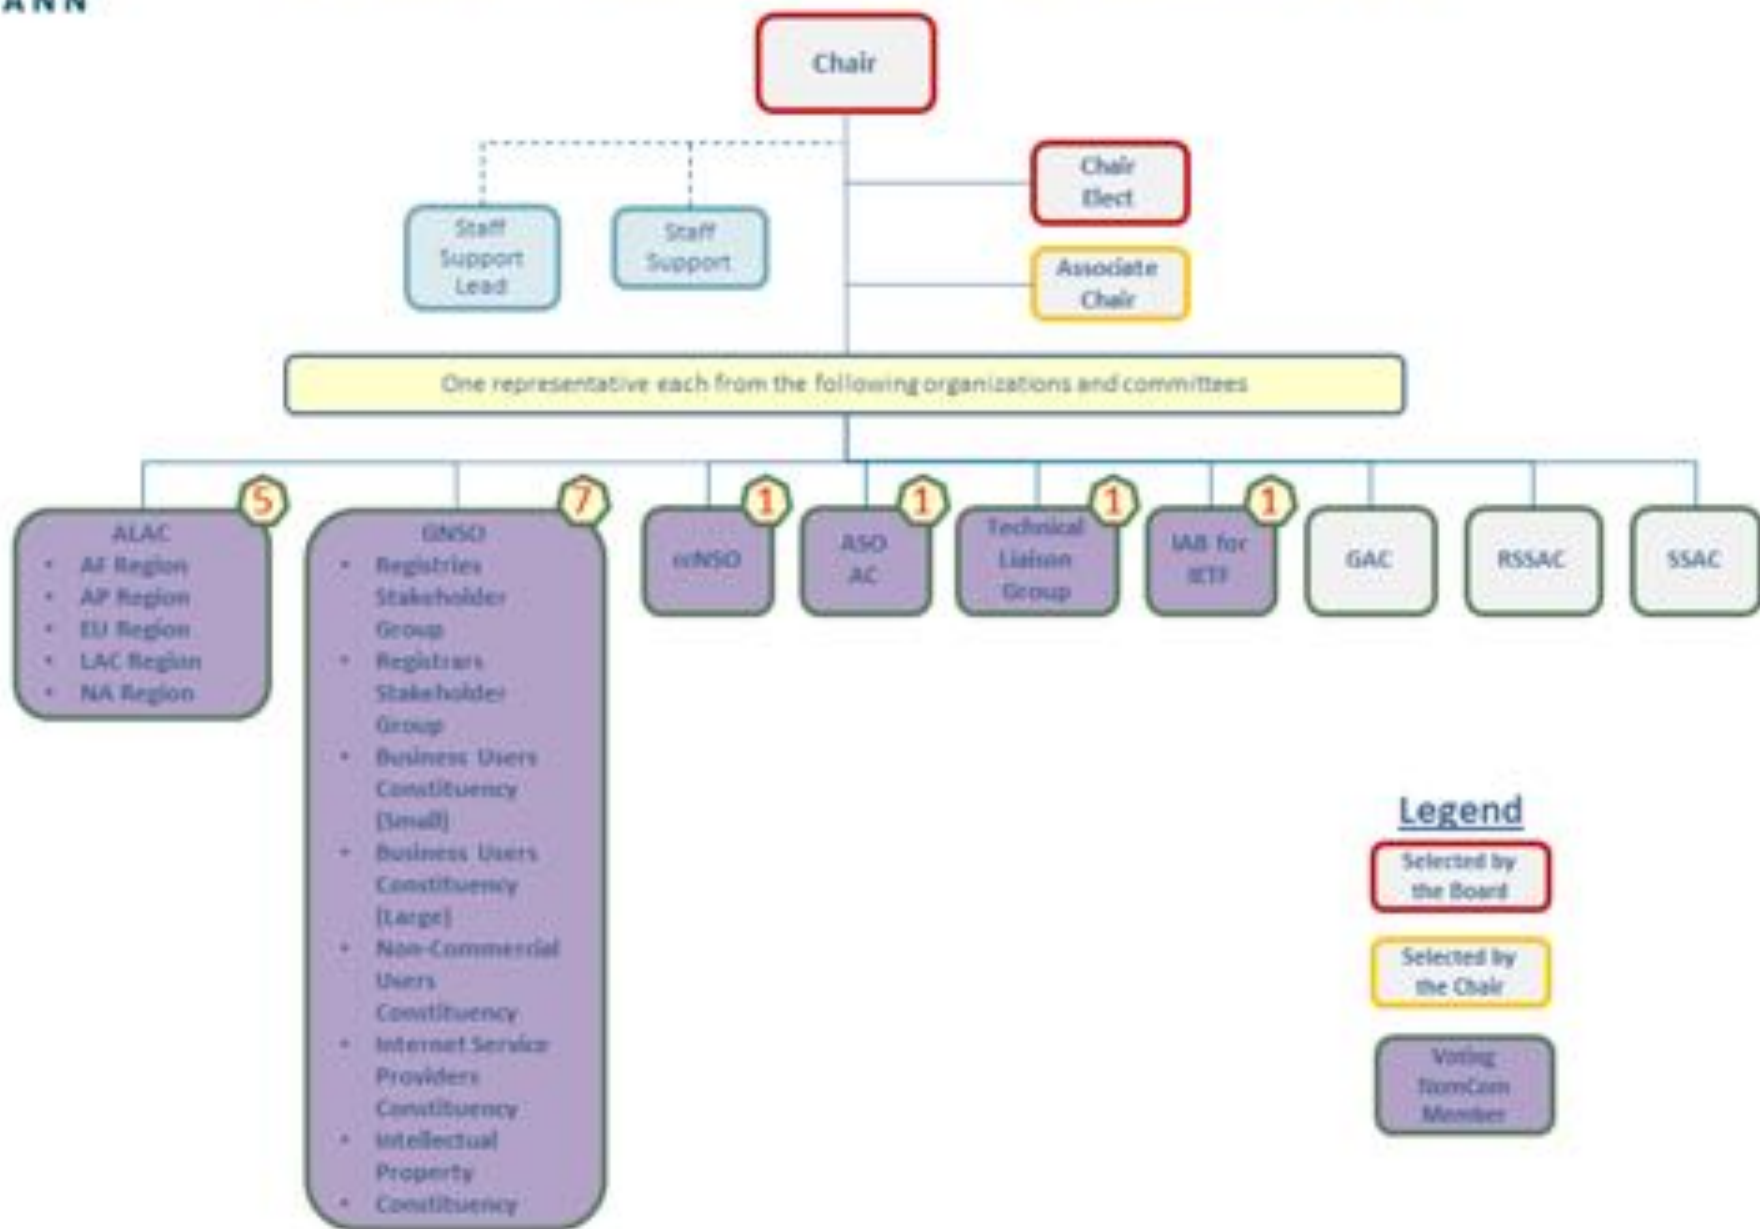 ANN
Chair
Chair
Elect
Staff
Support
Lead
Staff
Support
Associate
Chair
One representative each from the following organizations and committees
5
7
1
1
1
1
ALAC
• AF Region
• AP Region
• EU Region
• LAC Region
• NA Region
GNSO
• Registries
Stakeholder
Group
• Registrars
Stakeholder
Group
• Business Users
Constituency
(Small)
• Business Users
Constituency
(Large)
• Non-Commercial
Users
Constituency
• Internet Service
Providers
Constituency
• Intellectual
Property
• Constituency
ccNSO
ASO
AC
Technical
Liaison
Group
IAB for
IETF
GAC
RSSAC
SSAC
Legend
Selected by
the Board
Selected by
the Chair
Voting
NomCom
Member